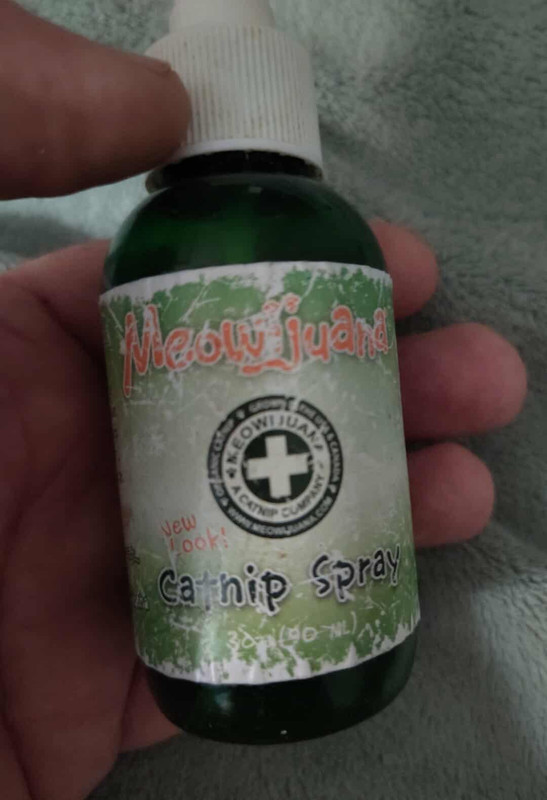 Meowijuana
MEOWIJUANA
A CATNIP COMPANY
WWW.MEOWIJUANA.COM
New
Look!
Catnip Spray